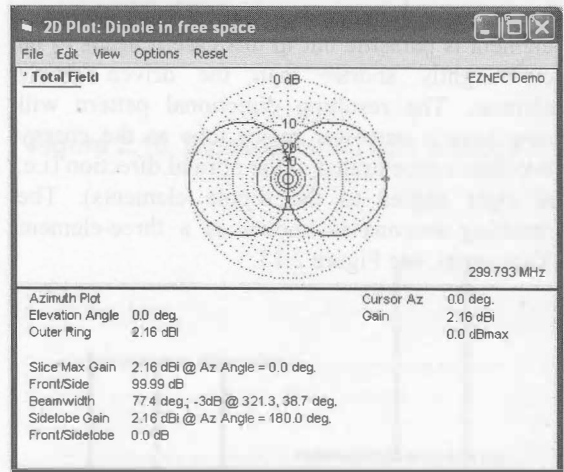 2D Plot: Dipole in free space
File Edit View Options Reset
* Total Field
0 dB
EZNEC Demo
-10
20
30
299.793 MHz
Azimuth Plot
Elevation Angle 0.0 deg.
Outer Ring 2.16 dBi
Cursor Az 0.0 deg.
Gain 2.16 dBi
0.0 dBmax
Slice Max Gain 2.16 dBi @ Az Angle = 0.0 deg.
Front/Side 99.99 dB
Beamwidth 77.4 deg.; -3dB @ 321.3, 38.7 deg.
Sidelobe Gain 2.16 dBi @ Az Angle = 180.0 deg.
Front/Sidelobe 0.0 dB